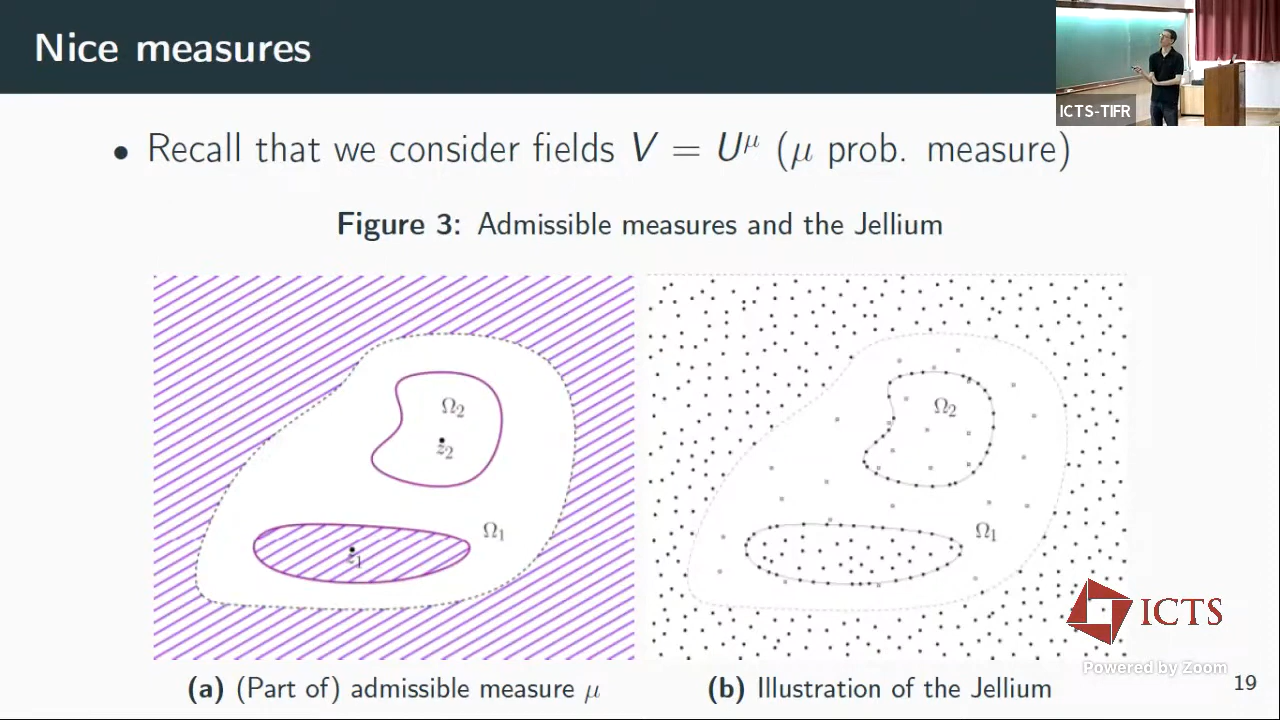 Nice measures
ICTS-TIFR
• Recall that we consider fields V = U^μ (μ prob. measure)
Figure 3: Admissible measures and the Jellium
Ω₂
z₂
Ω₁
z₁
Ω₂
Ω₁
ICTS
Powered by Zoom
(a) (Part of) admissible measure μ
(b) Illustration of the Jellium
19